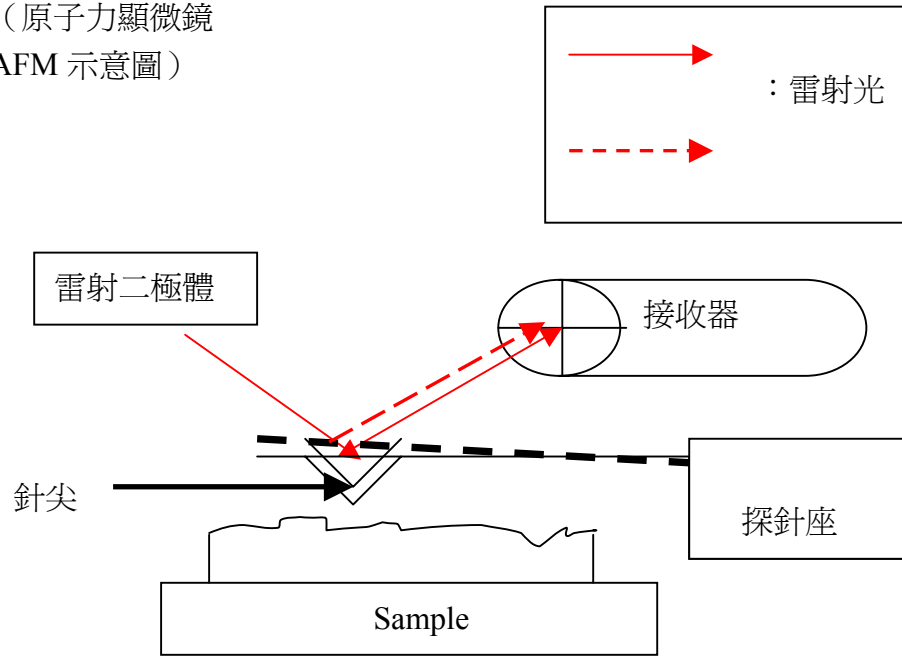 （原子力顯微鏡
AFM 示意圖）
：雷射光
雷射二極體
接收器
針尖
探針座
Sample